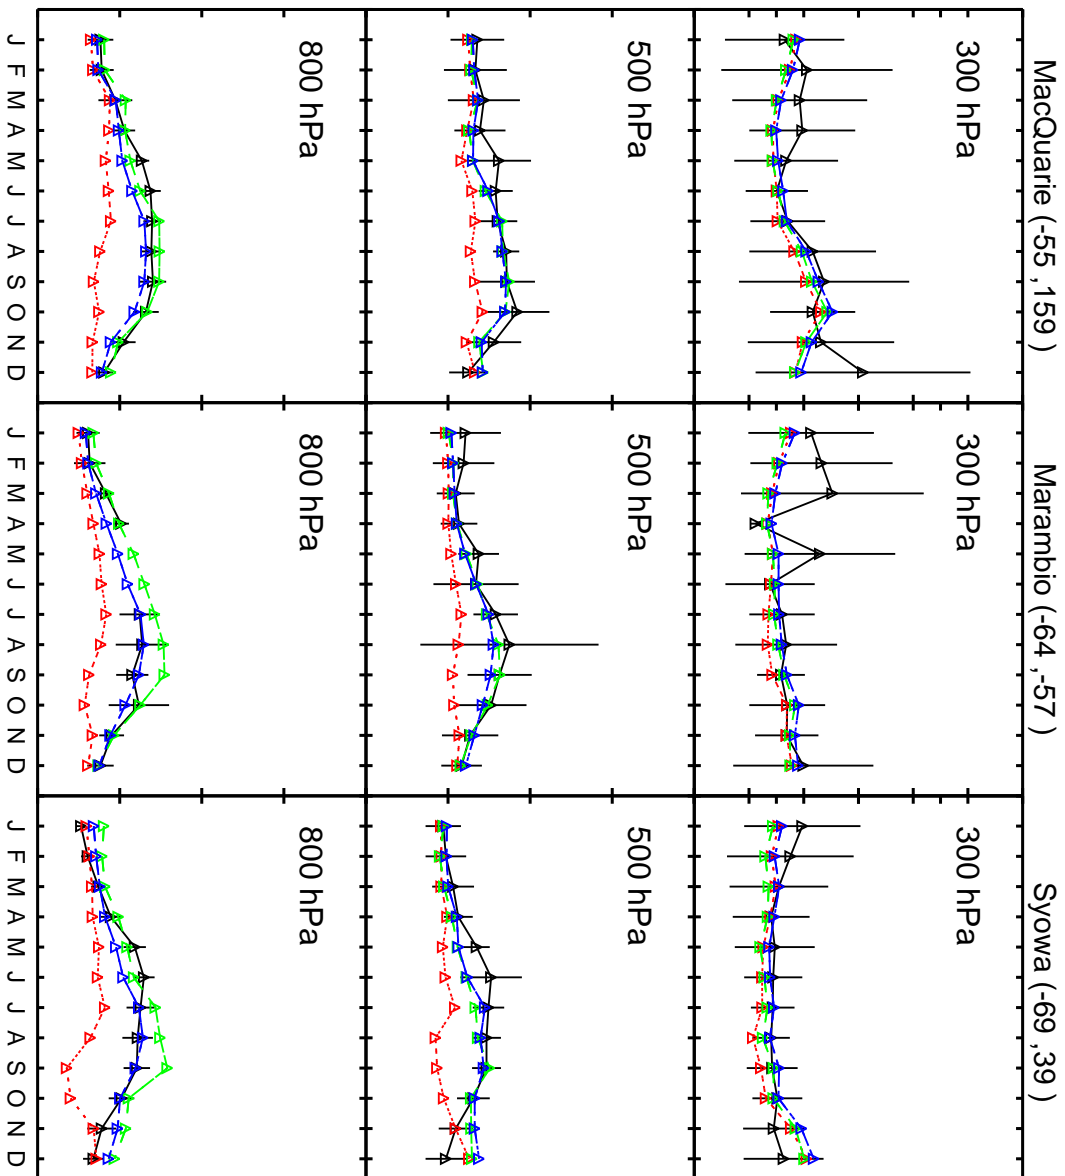 MacQuarie (-55 ,159 )
Marambio (-64 ,-57 )
Syowa (-69 ,39 )
300 hPa
300 hPa
300 hPa
500 hPa
500 hPa
500 hPa
800 hPa
800 hPa
800 hPa
J F M A M J J A S O N D
J F M A M J J A S O N D
J F M A M J J A S O N D